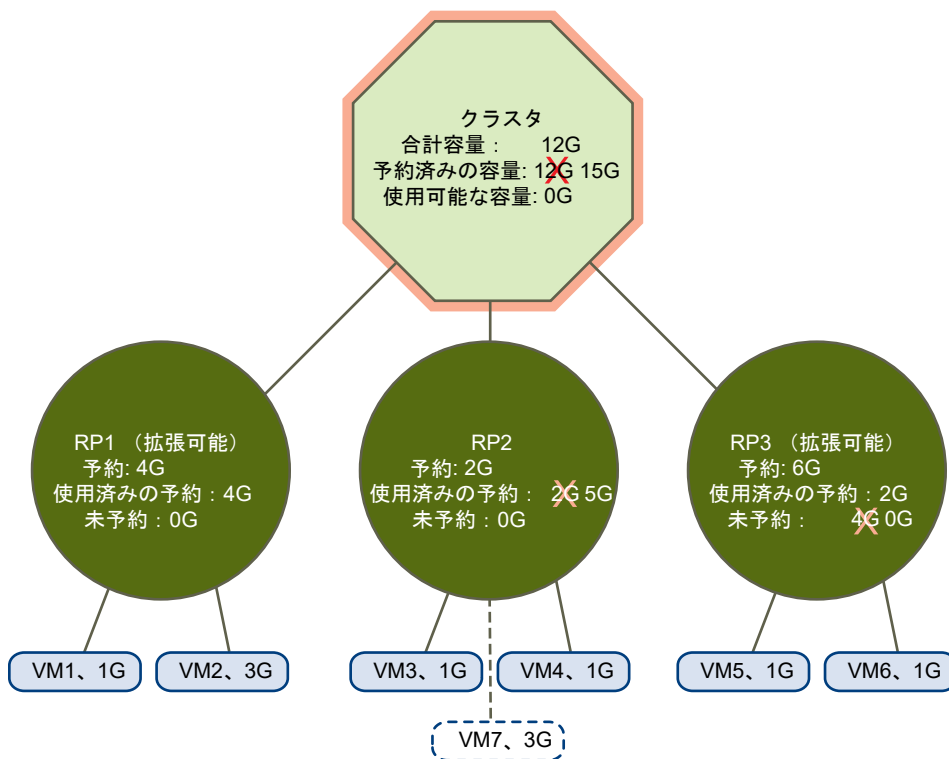 クラスタ
合計容量： 12G
予約済みの容量: 12G 15G
使用可能な容量: 0G
RP1 （拡張可能）
予約: 4G
使用済みの予約：4G
未予約：0G
RP2
予約: 2G
使用済みの予約： 2G 5G
未予約：0G
RP3 （拡張可能）
予約: 6G
使用済みの予約：2G
未予約： 4G 0G
VM1、1G
VM2、3G
VM3、1G
VM4、1G
VM5、1G
VM6、1G
VM7、3G